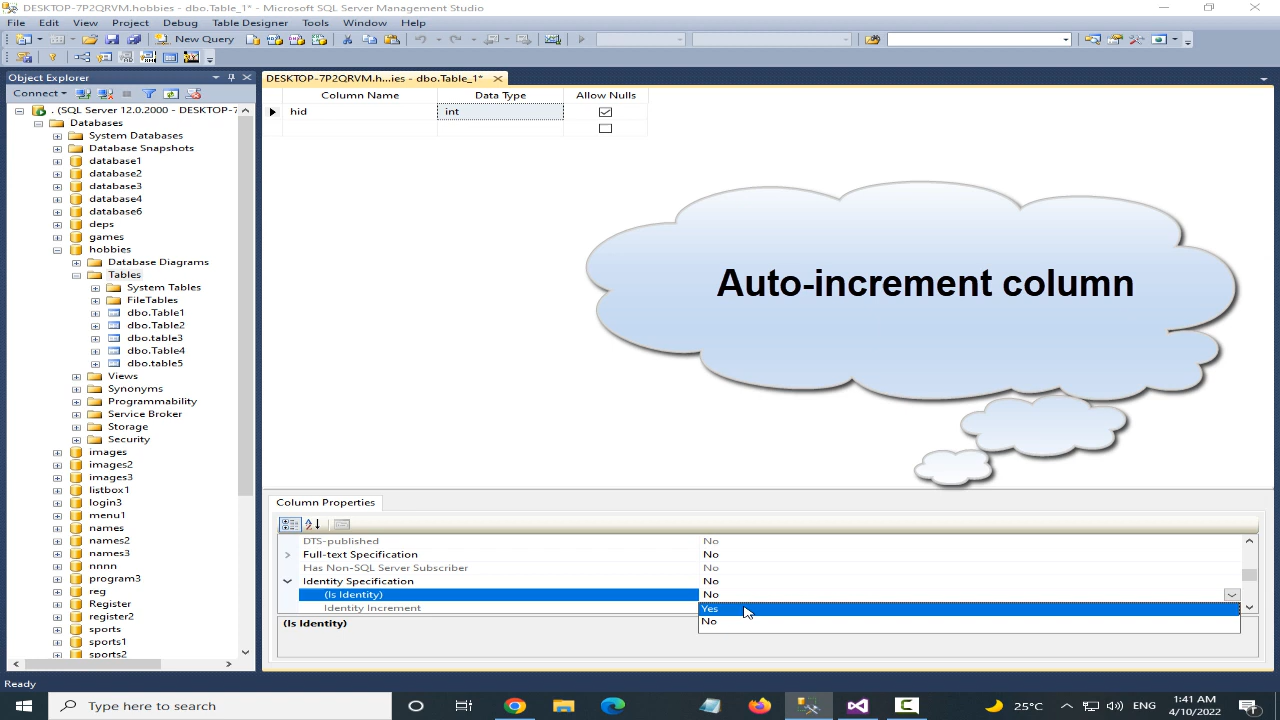 DESKTOP-7P2QRVM.hobbies - dbo.Table_1* - Microsoft SQL Server Management Studio
File Edit View Project Debug Table Designer Tools Window Help
New Query
Object Explorer
Connect
. (SQL Server 12.0.2000 - DESKTOP-7
Databases
System Databases
Database Snapshots
database1
database2
database3
database4
database6
deps
games
hobbies
Database Diagrams
Tables
System Tables
FileTables
dbo.Table1
dbo.Table2
dbo.table3
dbo.Table4
dbo.table5
Views
Synonyms
Programmability
Service Broker
Storage
Security
images
images2
images3
listbox1
login3
menu1
names
names2
names3
nnnn
program3
reg
Register
register2
sports
sports1
sports2
DESKTOP-7P2QRVM.h...ies - dbo.Table_1*
Column Name Data Type Allow Nulls
hid int
Auto-increment column
Column Properties
DTS-published No
Full-text Specification No
Has Non-SQL Server Subscriber No
Identity Specification No
(Is Identity) No
Identity Increment
Yes
No
(Is Identity)
Ready
Type here to search
25°C
1:41 AM
4/10/2022